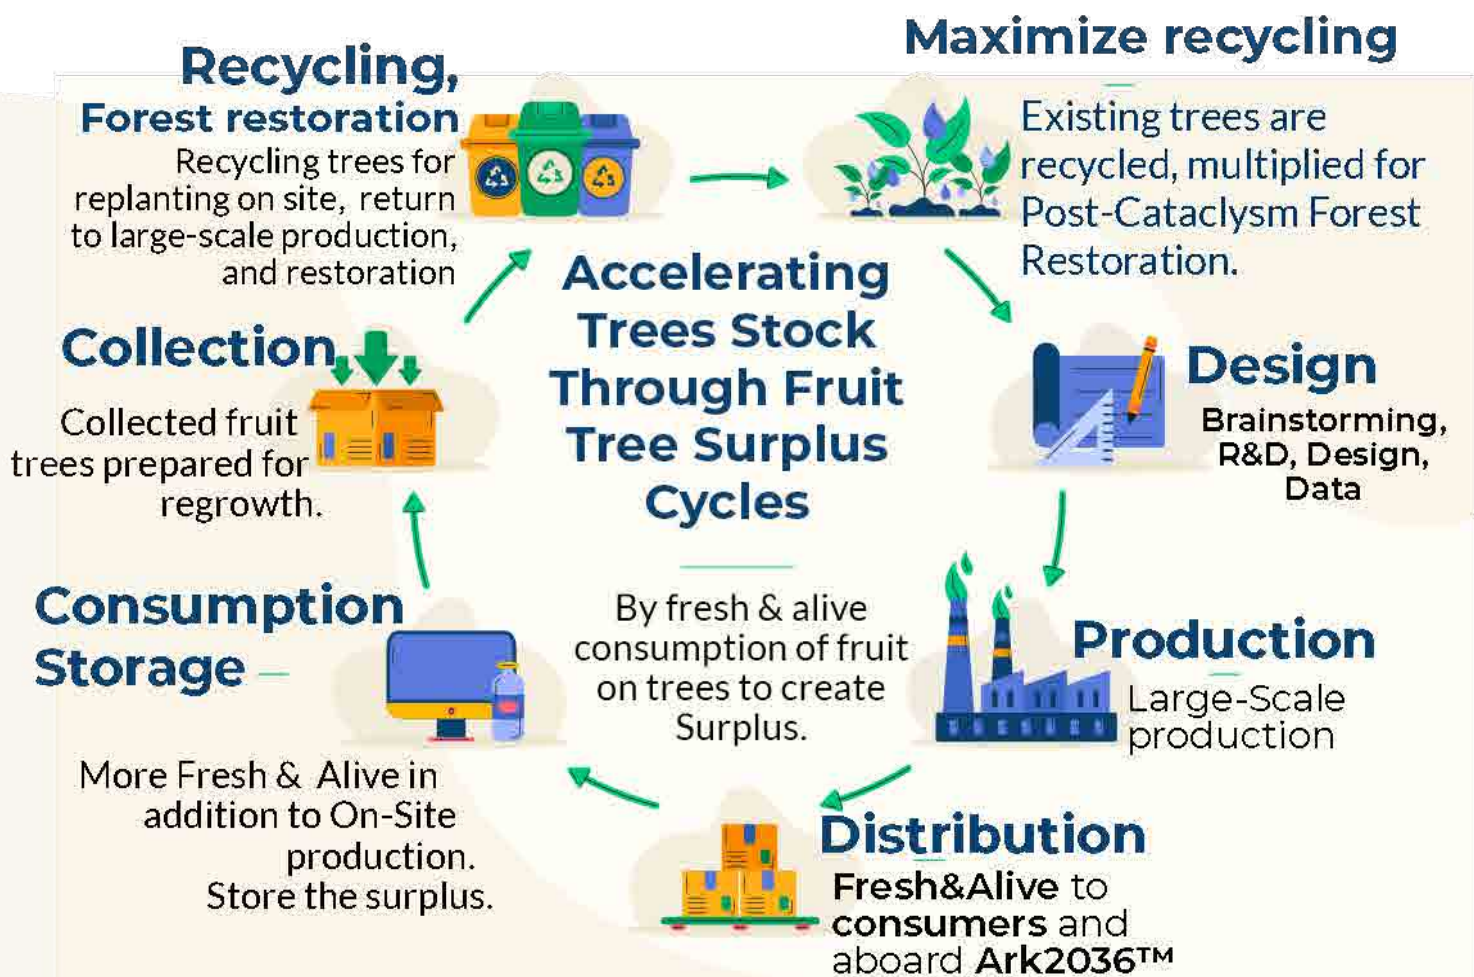 Maximize recycling
Existing trees are
recycled, multiplied for
Post-Cataclysm Forest
Restoration.
Recycling,
Forest restoration
Recycling trees for
replanting on site, return
to large-scale production,
and restoration
Accelerating
Trees Stock
Through Fruit
Tree Surplus
Cycles
By fresh & alive
consumption of fruit
on trees to create
Surplus.
Design
Brainstorming,
R&D, Design,
Data
Production
Large-Scale
production
Distribution
Fresh&Alive to
consumers and
aboard Ark2036™
Consumption
Storage
More Fresh & Alive in
addition to On-Site
production.
Store the surplus.
Collection
Collected fruit
trees prepared for
regrowth.